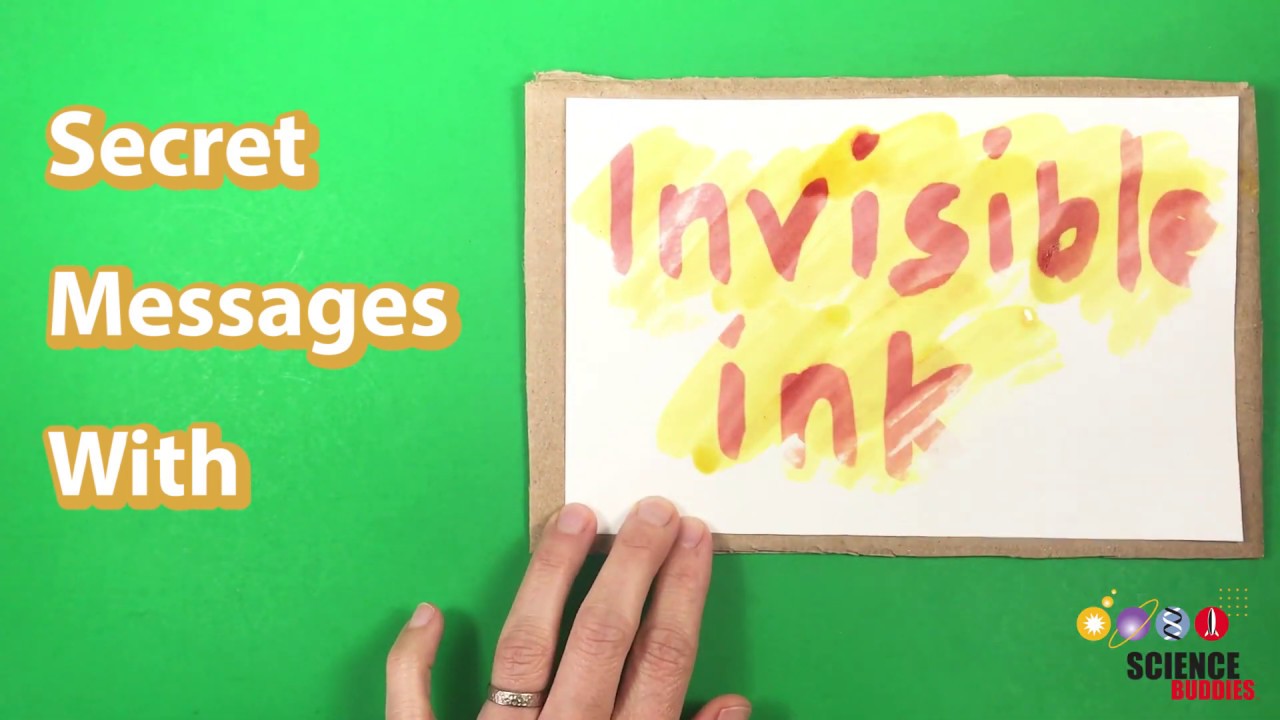 Secret
Messages
With
Invisible
ink
SCIENCE
BUDDIES